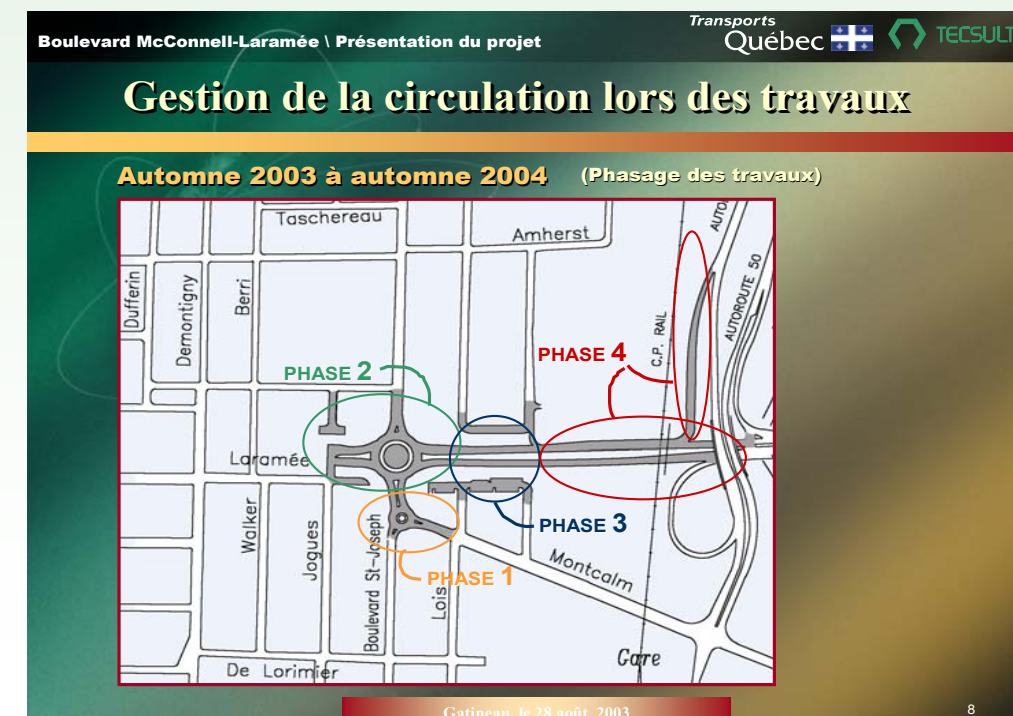 Boulevard McConnell-Laramée \ Présentation du projet
Transports
Québec
TECSULT
Gestion de la circulation lors des travaux
Automne 2003 à automne 2004 (Phasage des travaux)
Taschereau
Amherst
Dufferin
Demontigny
Berri
C.P. RAIL
AUTOROUTE 50
PHASE 4
PHASE 2
Laramée
Walker
Jogues
Boulevard St-Joseph
Lois
PHASE 3
PHASE 1
Montcalm
Gare
De Lorimier
Gatineau, le 28 août, 2003
8